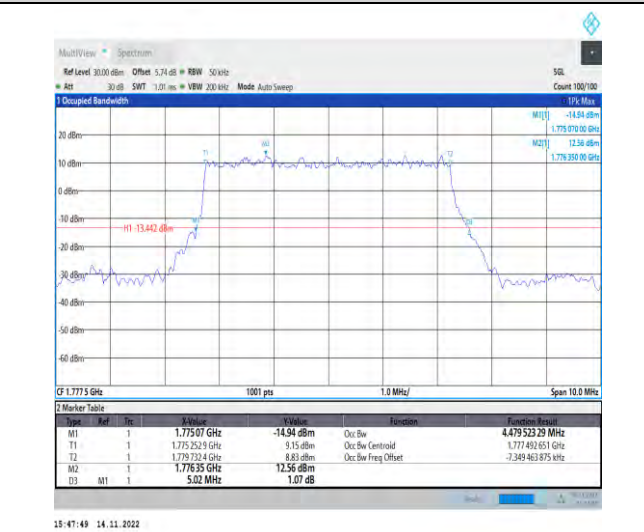 MultiView Spectrum
Ref Level 30.00 dBm Offset 5.74 dB RBW 50 kHz SGL
Att 30 dB SWT 1.01 ms VBW 200 kHz Mode Auto Sweep Count 100/100
1 Occupied Bandwidth 1Pk Max
M1[1] -14.94 dBm
1.775 070 00 GHz
M2[1] 12.56 dBm
1.776 350 00 GHz
20 dBm
T1 M2 T2
10 dBm
0 dBm
-10 dBm
M1 D3
H1 -13.442 dBm
-20 dBm
-30 dBm
-40 dBm
-50 dBm
-60 dBm
CF 1.777 5 GHz 1001 pts 1.0 MHz/ Span 10.0 MHz
2 Marker Table
Type Ref Trc X-Value Y-Value Function Function Result
M1 1 1.775 07 GHz -14.94 dBm Occ Bw 4.479 523 29 MHz
T1 1 1.775 252 9 GHz 9.15 dBm Occ Bw Centroid 1.777 492 651 GHz
T2 1 1.779 732 4 GHz 8.83 dBm Occ Bw Freq Offset -7.349 463 875 kHz
M2 1 1.776 35 GHz 12.56 dBm
D3 M1 1 5.02 MHz 1.07 dB
15:47:49 14.11.2022